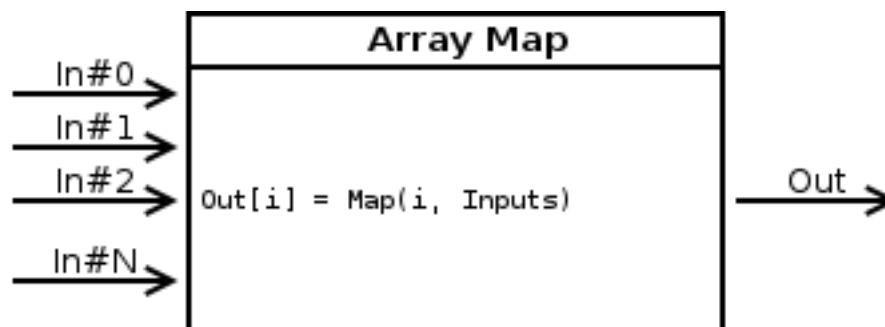 Array Map
In#0
In#1
In#2
Out[i] = Map(i, Inputs)
Out
In#N